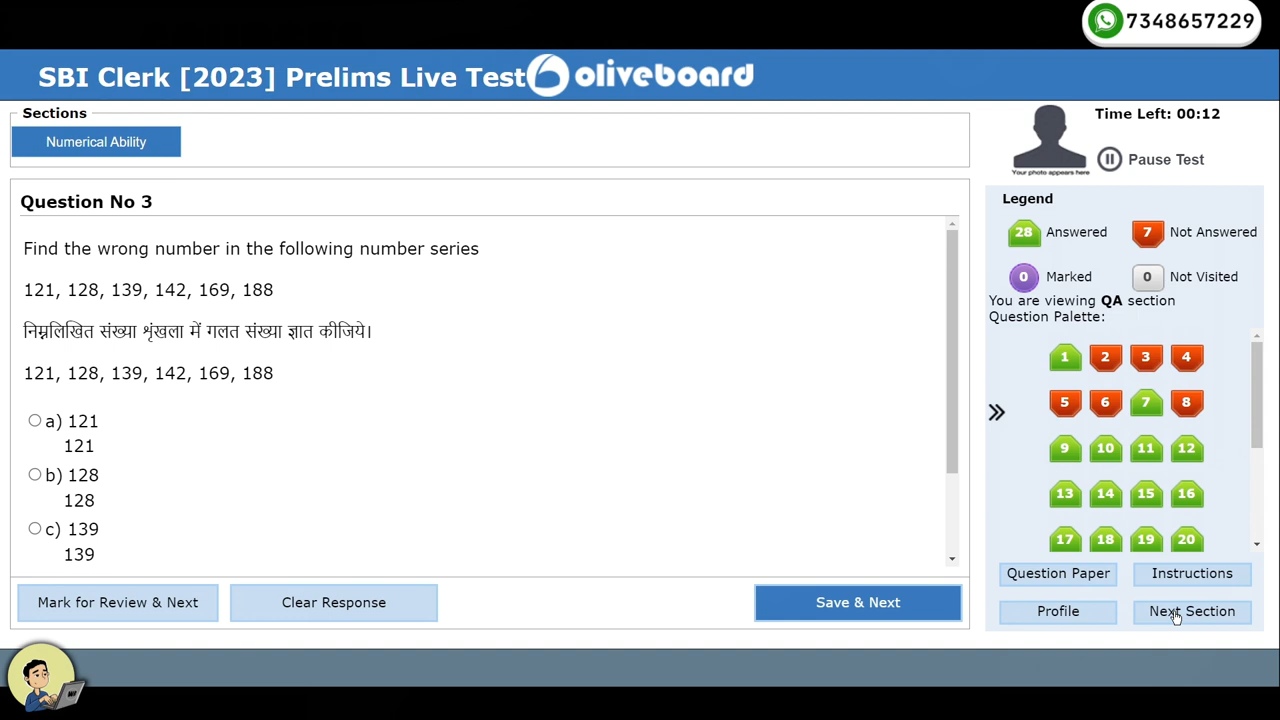 7348657229
SBI Clerk [2023] Prelims Live Test oliveboard
Sections
Numerical Ability
Time Left: 00:12
Pause Test
Your photo appears here
Question No 3
Find the wrong number in the following number series
121, 128, 139, 142, 169, 188
निम्नलिखित संख्या शृंखला में गलत संख्या ज्ञात कीजिये।
121, 128, 139, 142, 169, 188
a) 121
121
b) 128
128
c) 139
139
Mark for Review & Next
Clear Response
Save & Next
Legend
28 Answered 7 Not Answered
0 Marked 0 Not Visited
You are viewing QA section
Question Palette:
1 2 3 4
5 6 7 8
9 10 11 12
13 14 15 16
17 18 19 20
Question Paper Instructions
Profile Next Section